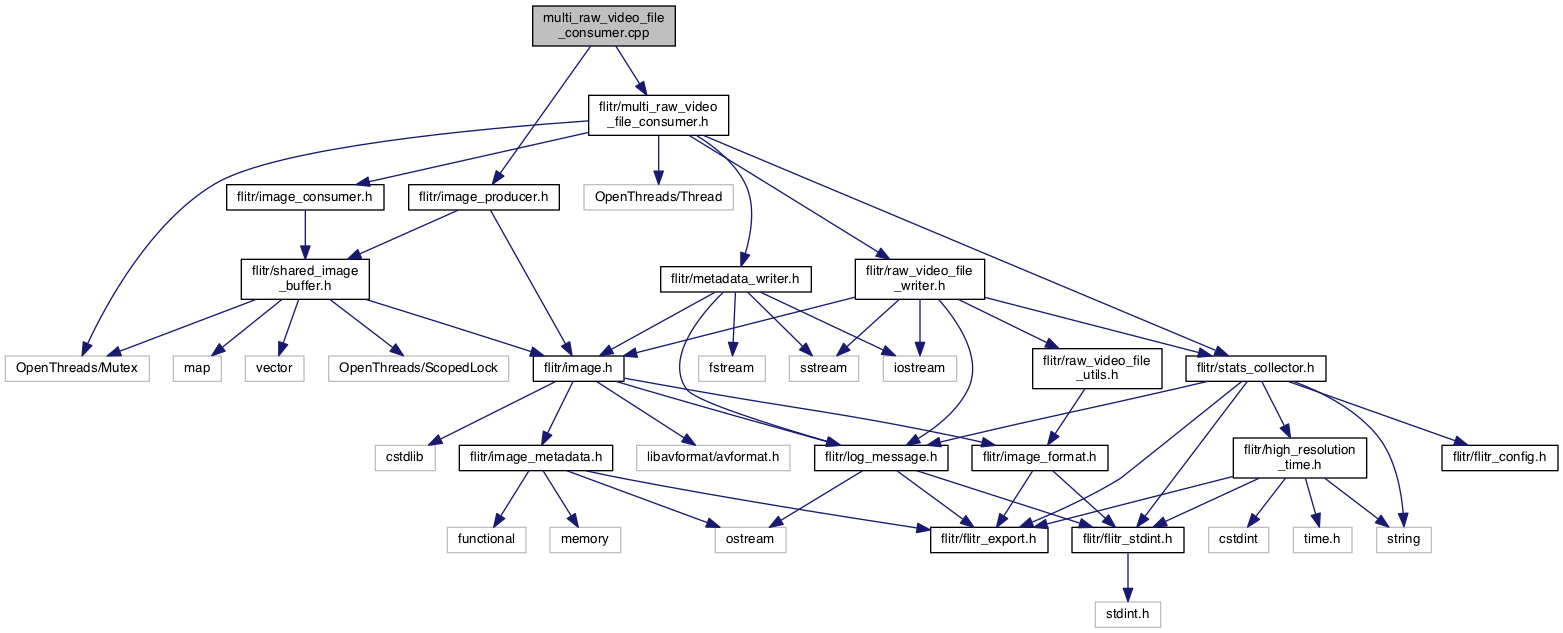 multi_raw_video_file
_consumer.cpp
flitr/multi_raw_video
_file_consumer.h
flitr/image_consumer.h
flitr/image_producer.h
OpenThreads/Thread
flitr/shared_image
_buffer.h
flitr/metadata_writer.h
flitr/raw_video_file
_writer.h
OpenThreads/Mutex
map
vector
OpenThreads/ScopedLock
flitr/image.h
fstream
sstream
iostream
flitr/raw_video_file
_utils.h
flitr/stats_collector.h
cstdlib
flitr/image_metadata.h
libavformat/avformat.h
flitr/log_message.h
flitr/image_format.h
flitr/high_resolution
_time.h
flitr/flitr_config.h
functional
memory
ostream
flitr/flitr_export.h
flitr/flitr_stdint.h
cstdint
time.h
string
stdint.h